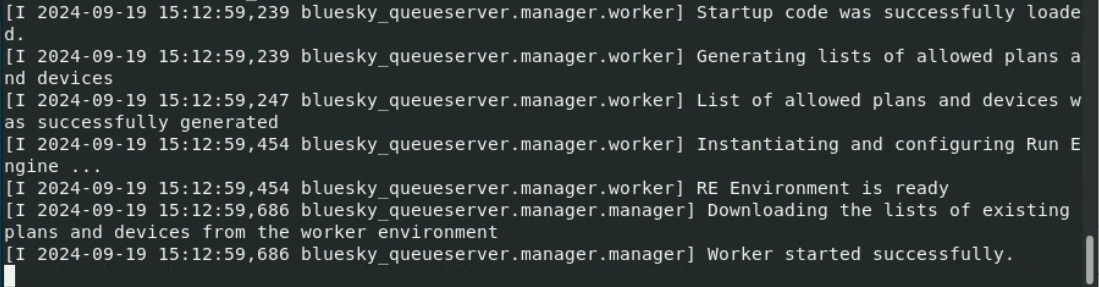 [I 2024-09-19 15:12:59,239 bluesky_queueserver.manager.worker] Startup code was successfully loade
d.
[I 2024-09-19 15:12:59,239 bluesky_queueserver.manager.worker] Generating lists of allowed plans a
nd devices
[I 2024-09-19 15:12:59,247 bluesky_queueserver.manager.worker] List of allowed plans and devices w
as successfully generated
[I 2024-09-19 15:12:59,454 bluesky_queueserver.manager.worker] Instantiating and configuring Run E
ngine ...
[I 2024-09-19 15:12:59,454 bluesky_queueserver.manager.worker] RE Environment is ready
[I 2024-09-19 15:12:59,686 bluesky_queueserver.manager.manager] Downloading the lists of existing
plans and devices from the worker environment
[I 2024-09-19 15:12:59,686 bluesky_queueserver.manager.manager] Worker started successfully.